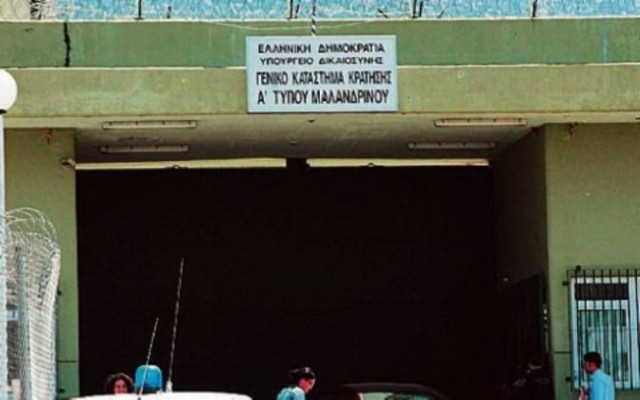 ΕΛΛΗΝΙΚΗ ΔΗΜΟΚΡΑΤΙΑ
ΥΠΟΥΡΓΕΙΟ ΔΙΚΑΙΟΣΥΝΗΣ
ΓΕΝΙΚΟ ΚΑΤΑΣΤΗΜΑ ΚΡΑΤΗΣΗΣ
Α' ΤΥΠΟΥ ΜΑΛΑΝΔΡΙΝΟΥ